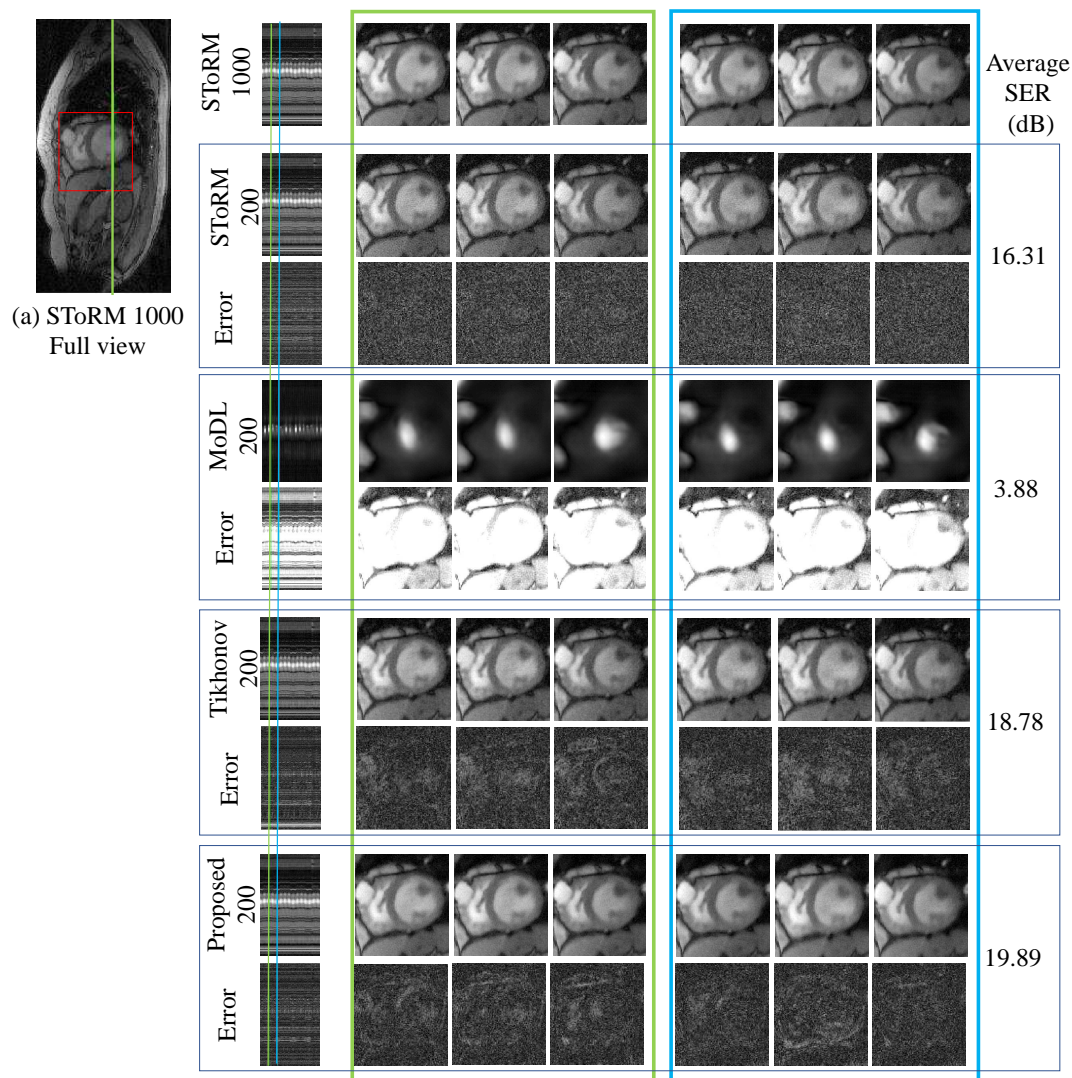 (a) SToRM 1000
Full view
SToRM
1000
Average
SER
(dB)
SToRM
200
Error
16.31
MoDL
200
Error
3.88
Tikhonov
200
Error
18.78
Proposed
200
Error
19.89